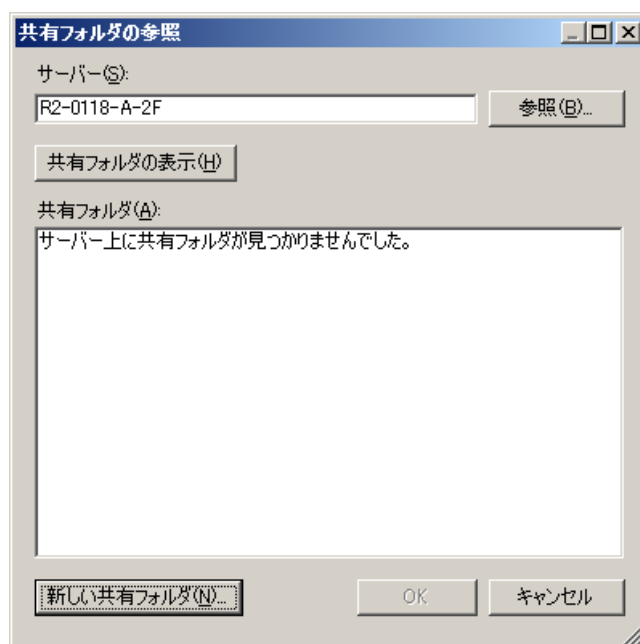 共有フォルダの参照
サーバー(S):
R2-0118-A-2F
参照(B)...
共有フォルダの表示(H)
共有フォルダ(A):
サーバー上に共有フォルダが見つかりませんでした。
新しい共有フォルダ(N)...
OK
キャンセル